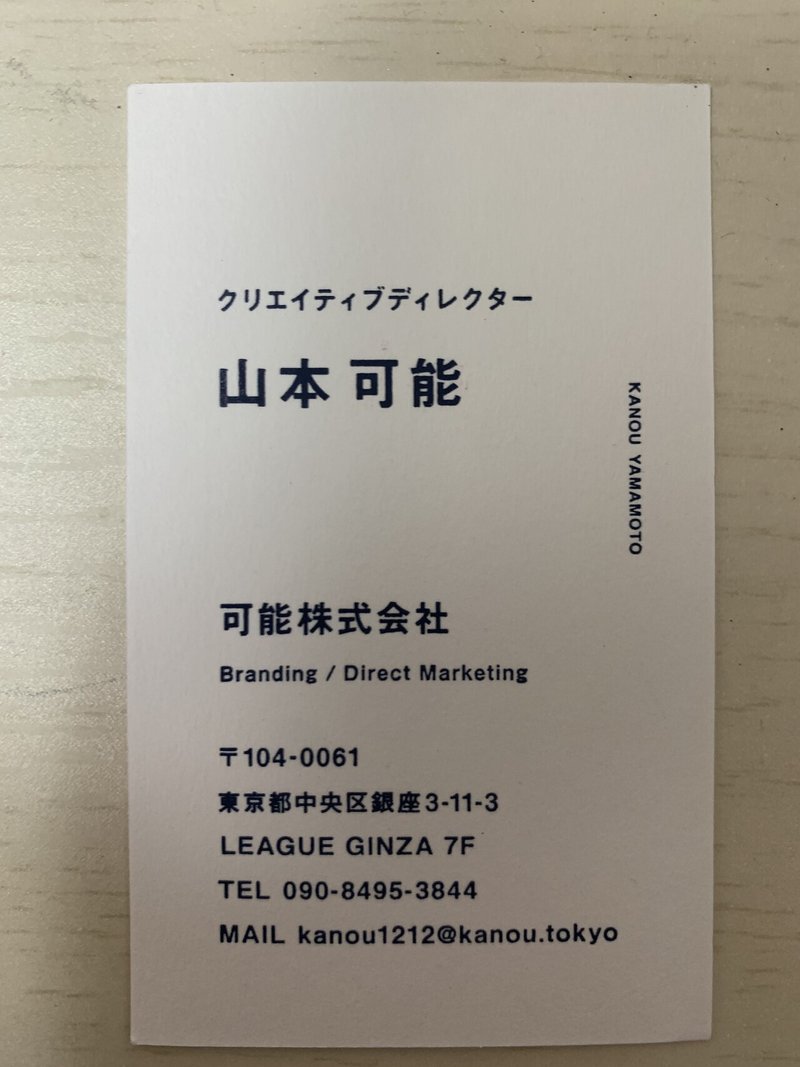 クリエイティブディレクター
山本 可能
KANOU YAMAMOTO
可能株式会社
Branding / Direct Marketing
〒104-0061
東京都中央区銀座3-11-3
LEAGUE GINZA 7F
TEL 090-8495-3844
MAIL kanou1212@kanou.tokyo